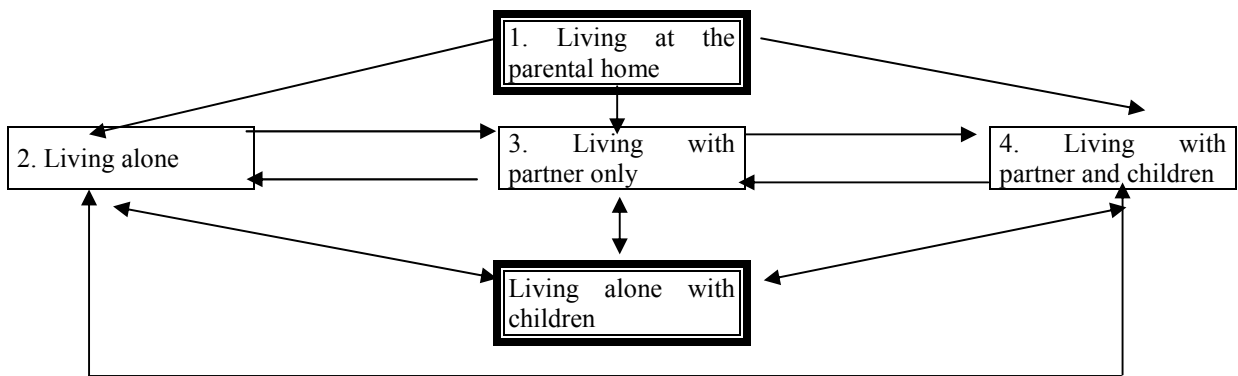 1. Living at the
parental home
2. Living alone
3. Living with
partner only
4. Living with
partner and children
Living alone with
children